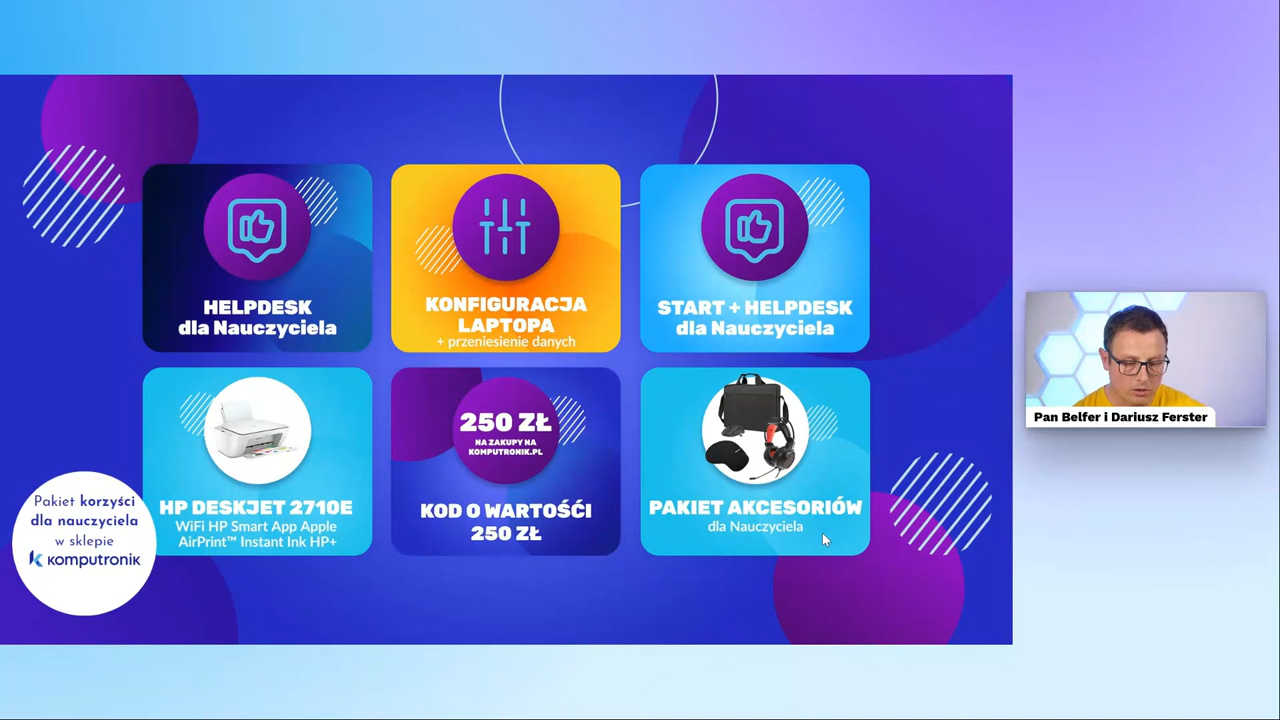 HELPDESK
dla Nauczyciela
KONFIGURACJA
LAPTOPA
+ przeniesienie danych
START + HELPDESK
dla Nauczyciela
HP DESKJET 2710E
WiFi HP Smart App Apple
AirPrint™ Instant Ink HP+
250 ZŁ
NA ZAKUPY NA
KOMPUTRONIK.PL
KOD O WARTOŚĆI
250 ZŁ
PAKIET AKCESORIÓW
dla Nauczyciela
Pakiet korzyści
dla nauczyciela
w sklepie
komputronik
Pan Belfer i Dariusz Ferster